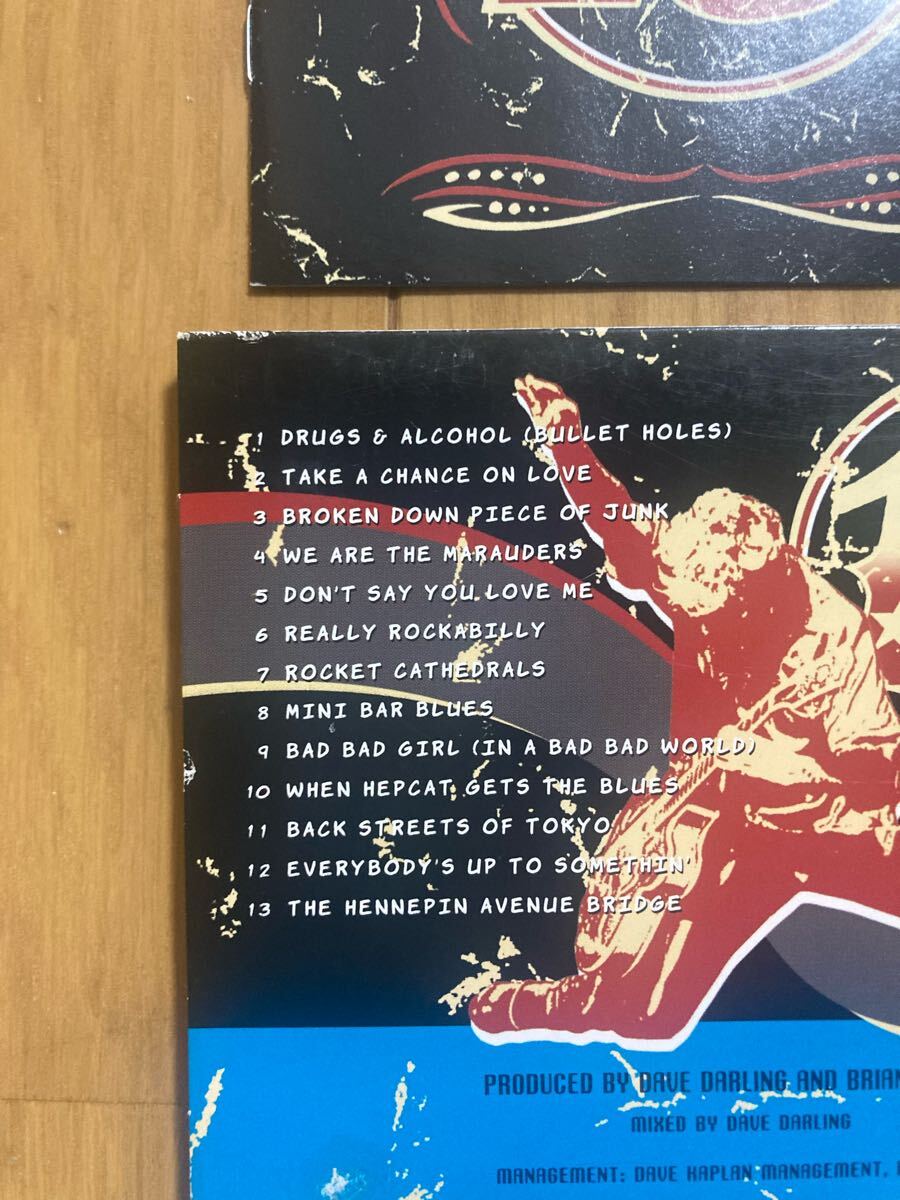 1 DRUGS & ALCOHOL (BULLET HOLES)
2 TAKE A CHANCE ON LOVE
3 BROKEN DOWN PIECE OF JUNK
4 WE ARE THE MARAUDERS
5 DON'T SAY YOU LOVE ME
6 REALLY ROCKABILLY
7 ROCKET CATHEDRALS
8 MINI BAR BLUES
9 BAD BAD GIRL (IN A BAD BAD WORLD)
10 WHEN HEPCAT GETS THE BLUES
11 BACK STREETS OF TOKYO
12 EVERYBODY'S UP TO SOMETHIN'
13 THE HENNEPIN AVENUE BRIDGE
PRODUCED BY DAVE DARLING AND BRIAN
MIXED BY DAVE DARLING
MANAGEMENT: DAVE KAPLAN MANAGEMENT,